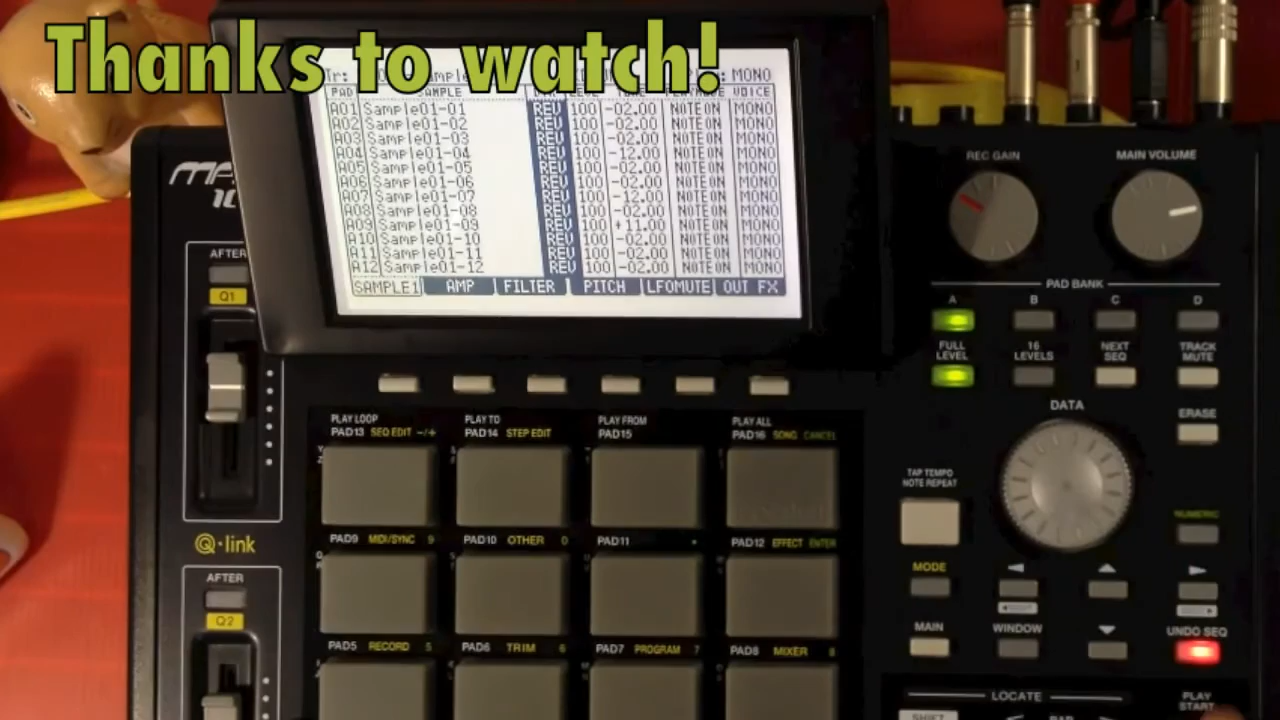 Thanks to watch!
Tr:
MONO
PAD SAMPLE VOICE
A01 Sample01-01 REV 100 -02.00 NOTE ON MONO
A02 Sample01-02 REV 100 -02.00 NOTE ON MONO
A03 Sample01-03 REV 100 -02.00 NOTE ON MONO
A04 Sample01-04 REV 100 -12.00 NOTE ON MONO
A05 Sample01-05 REV 100 -02.00 NOTE ON MONO
A06 Sample01-06 REV 100 -02.00 NOTE ON MONO
A07 Sample01-07 REV 100 -12.00 NOTE ON MONO
A08 Sample01-08 REV 100 -02.00 NOTE ON MONO
A09 Sample01-09 REV 100 +11.00 NOTE ON MONO
A10 Sample01-10 REV 100 -02.00 NOTE ON MONO
A11 Sample01-11 REV 100 -02.00 NOTE ON MONO
A12 Sample01-12 REV 100 -02.00 NOTE ON MONO
SAMPLE1 AMP FILTER PITCH LFOMUTE OUT FX
REC GAIN MAIN VOLUME
PAD BANK
A B C D
FULL LEVEL
16 LEVELS
NEXT SEQ
TRACK MUTE
DATA
ERASE
TAP TEMPO
NOTE REPEAT
NUMERIC
MODE
MAIN WINDOW UNDO SEQ
LOCATE
PLAY START
SHIFT BAR
AFTER
Q1
Q-link
AFTER
Q2
PLAY LOOP PLAY TO PLAY FROM PLAY ALL
PAD13 SEQ EDIT -/+ PAD14 STEP EDIT PAD15 PAD16 SONG CANCEL
PAD9 MIDI/SYNC 9 PAD10 OTHER 0 PAD11 PAD12 EFFECT ENTER
PAD5 RECORD 5 PAD6 TRIM 6 PAD7 PROGRAM 7 PAD8 MIXER 8